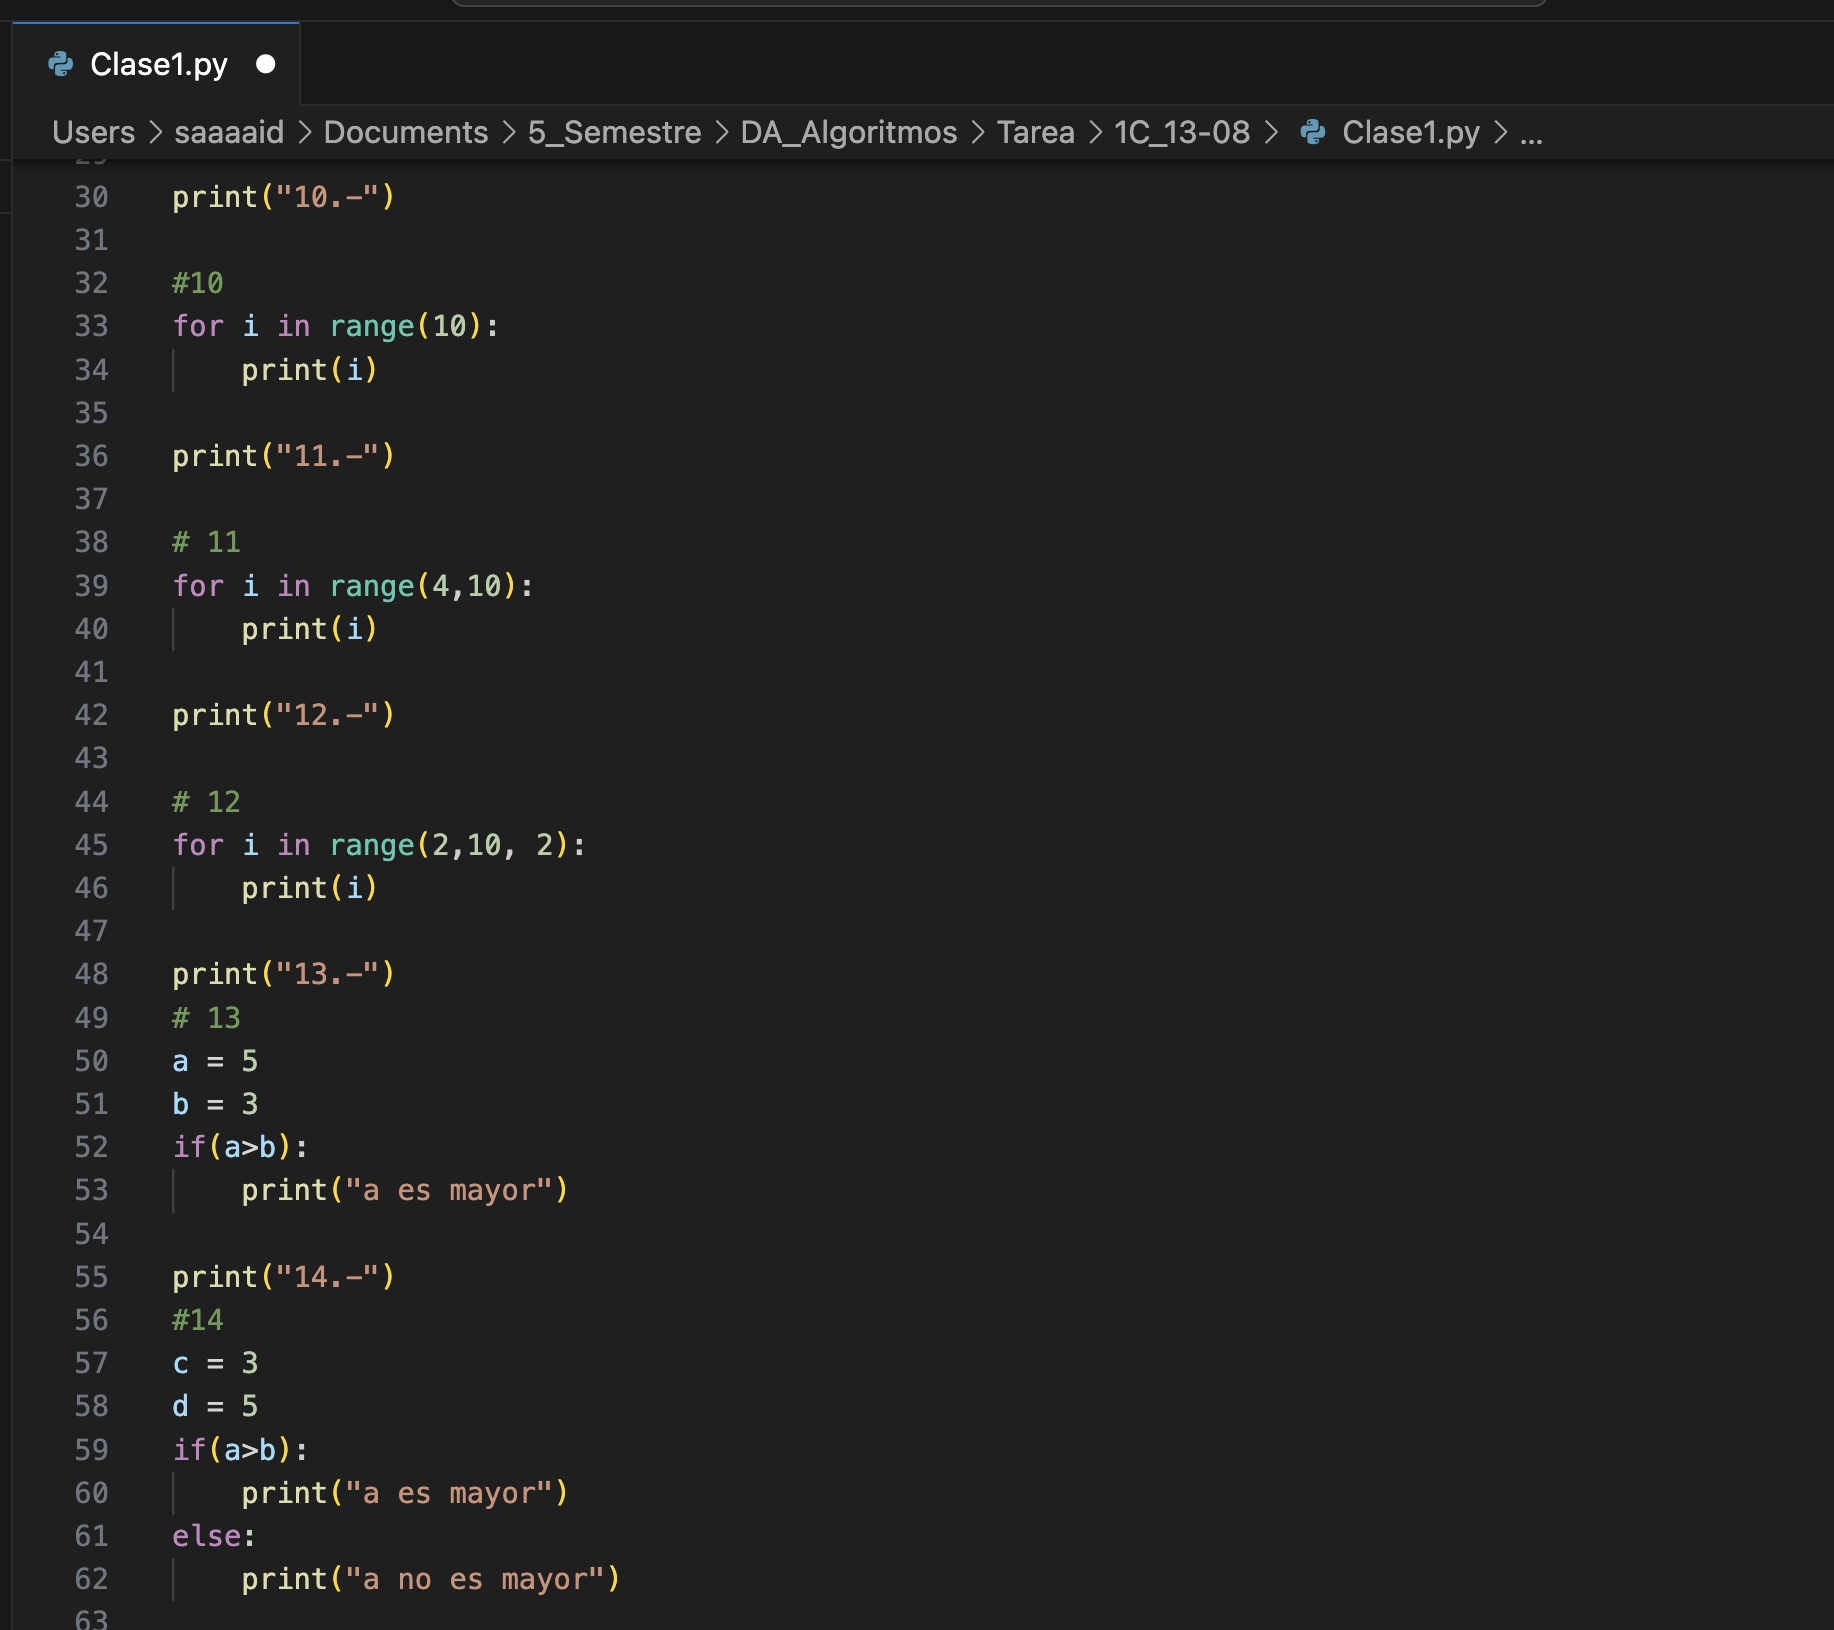 Clase1.py
Users > saaaaid > Documents > 5_Semestre > DA_Algoritmos > Tarea > 1C_13-08 > Clase1.py > ...
29
30 print("10.-")
31
32 #10
33 for i in range(10):
34     print(i)
35
36 print("11.-")
37
38 # 11
39 for i in range(4,10):
40     print(i)
41
42 print("12.-")
43
44 # 12
45 for i in range(2,10, 2):
46     print(i)
47
48 print("13.-")
49 # 13
50 a = 5
51 b = 3
52 if(a>b):
53     print("a es mayor")
54
55 print("14.-")
56 #14
57 c = 3
58 d = 5
59 if(a>b):
60     print("a es mayor")
61 else:
62     print("a no es mayor")
63